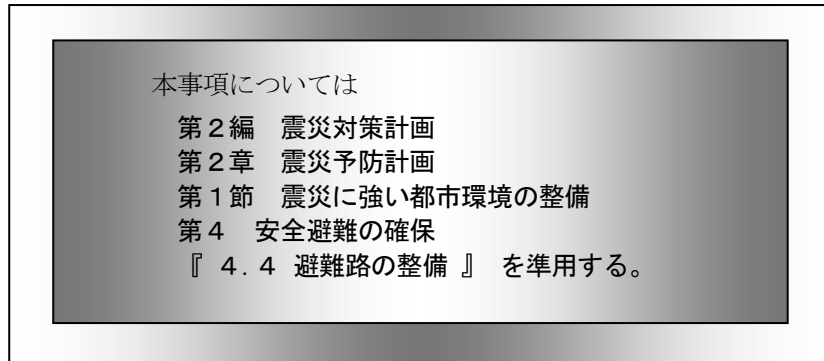 本事項については
第２編　震災対策計画
第２章　震災予防計画
第１節　震災に強い都市環境の整備
第４　安全避難の確保
『　４．４　避難路の整備　』　を準用する。